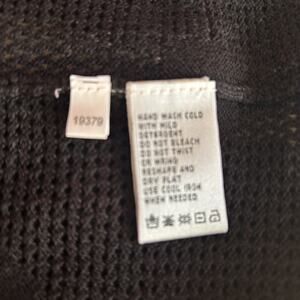 19379
HAND WASH COLD
WITH MILD
DETERGENT
DO NOT BLEACH
DO NOT TWIST
OR WRING
RESHAPE AND
DRY FLAT
USE COOL IRON
WHEN NEEDED